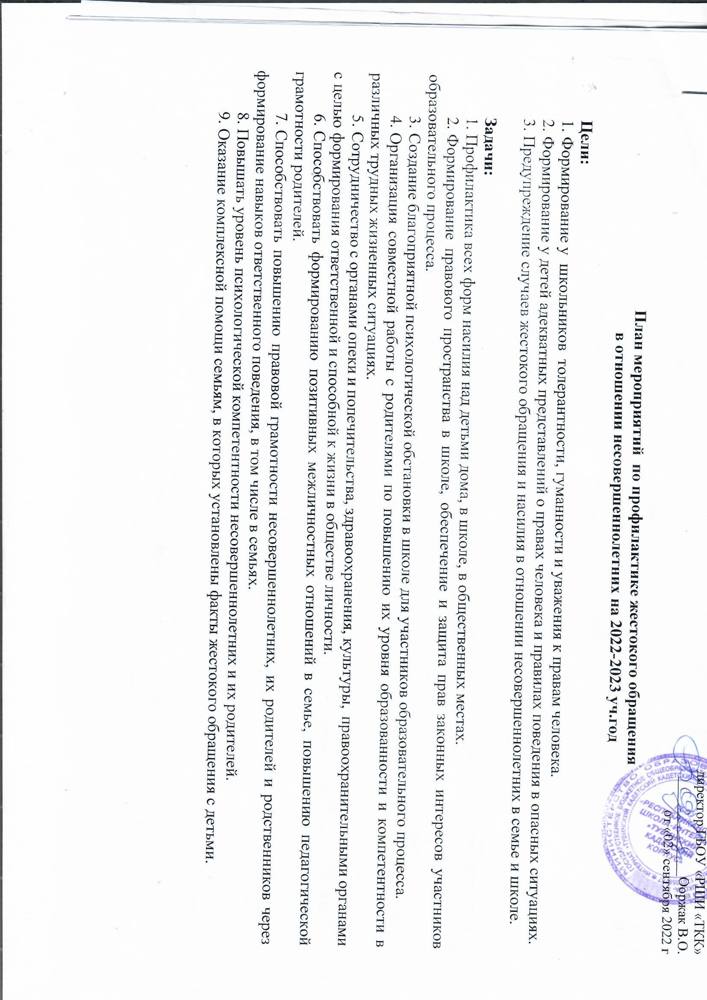 директор ГБОУ «РШИ «ТКК»
Ооржак В.О.
от «02» сентября 2022 г
План мероприятий по профилактике жестокого обращения
в отношении несовершеннолетних на 2022-2023 уч.год
Цели:
1. Формирование у школьников толерантности, гуманности и уважения к правам человека.
2. Формирование у детей адекватных представлений о правах человека и правилах поведения в опасных ситуациях.
3. Предупреждение случаев жестокого обращения и насилия в отношении несовершеннолетних в семье и школе.
Задачи:
1. Профилактика всех форм насилия над детьми дома, в школе, в общественных местах.
2. Формирование правового пространства в школе, обеспечение и защита прав законных интересов участников
образовательного процесса.
3. Создание благоприятной психологической обстановки в школе для участников образовательного процесса.
4. Организация совместной работы с родителями по повышению их уровня образованности и компетентности в
различных трудных жизненных ситуациях.
5. Сотрудничество с органами опеки и попечительства, здравоохранения, культуры, правоохранительными органами
с целью формирования ответственной и способной к жизни в обществе личности.
6. Способствовать формированию позитивных межличностных отношений в семье, повышению педагогической
грамотности родителей.
7. Способствовать повышению правовой грамотности несовершеннолетних, их родителей и родственников через
формирование навыков ответственного поведения, в том числе в семьях.
8. Повышать уровень психологической компетентности несовершеннолетних и их родителей.
9. Оказание комплексной помощи семьям, в которых установлены факты жестокого обращения с детьми.